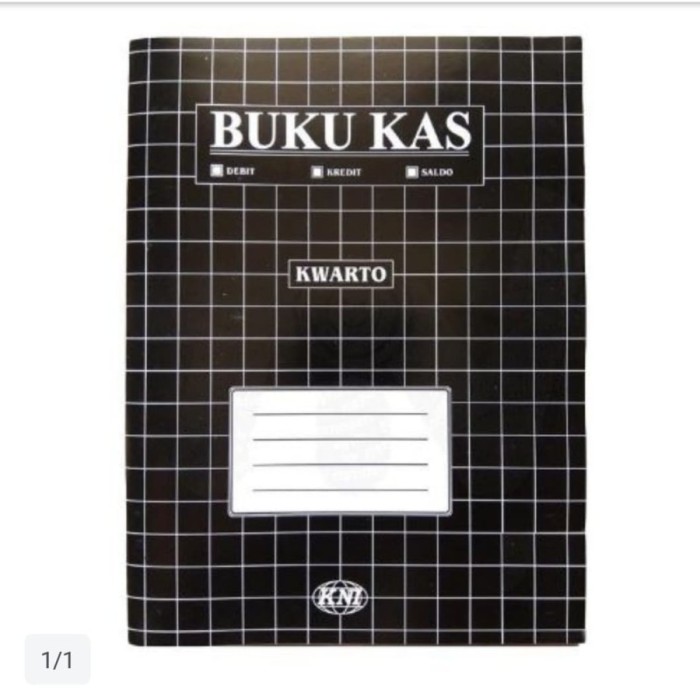 BUKU KAS
DEBIT KREDIT SALDO
KWARTO
KNI
1/1